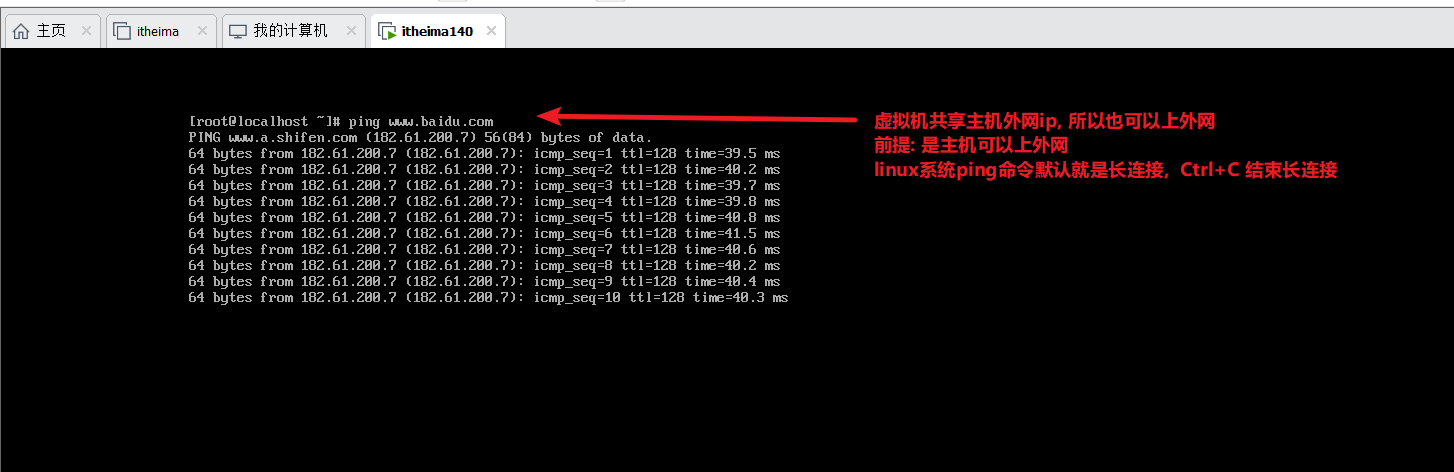 主页 itheima 我的计算机 itheima140
[root@localhost ~]# ping www.baidu.com
PING www.a.shifen.com (182.61.200.7) 56(84) bytes of data.
64 bytes from 182.61.200.7 (182.61.200.7): icmp_seq=1 ttl=128 time=39.5 ms
64 bytes from 182.61.200.7 (182.61.200.7): icmp_seq=2 ttl=128 time=40.2 ms
64 bytes from 182.61.200.7 (182.61.200.7): icmp_seq=3 ttl=128 time=39.7 ms
64 bytes from 182.61.200.7 (182.61.200.7): icmp_seq=4 ttl=128 time=39.8 ms
64 bytes from 182.61.200.7 (182.61.200.7): icmp_seq=5 ttl=128 time=40.8 ms
64 bytes from 182.61.200.7 (182.61.200.7): icmp_seq=6 ttl=128 time=41.5 ms
64 bytes from 182.61.200.7 (182.61.200.7): icmp_seq=7 ttl=128 time=40.6 ms
64 bytes from 182.61.200.7 (182.61.200.7): icmp_seq=8 ttl=128 time=40.2 ms
64 bytes from 182.61.200.7 (182.61.200.7): icmp_seq=9 ttl=128 time=40.4 ms
64 bytes from 182.61.200.7 (182.61.200.7): icmp_seq=10 ttl=128 time=40.3 ms
虚拟机共享主机外网ip, 所以也可以上外网
前提: 是主机可以上外网
linux系统ping命令默认就是长连接，Ctrl+C 结束长连接